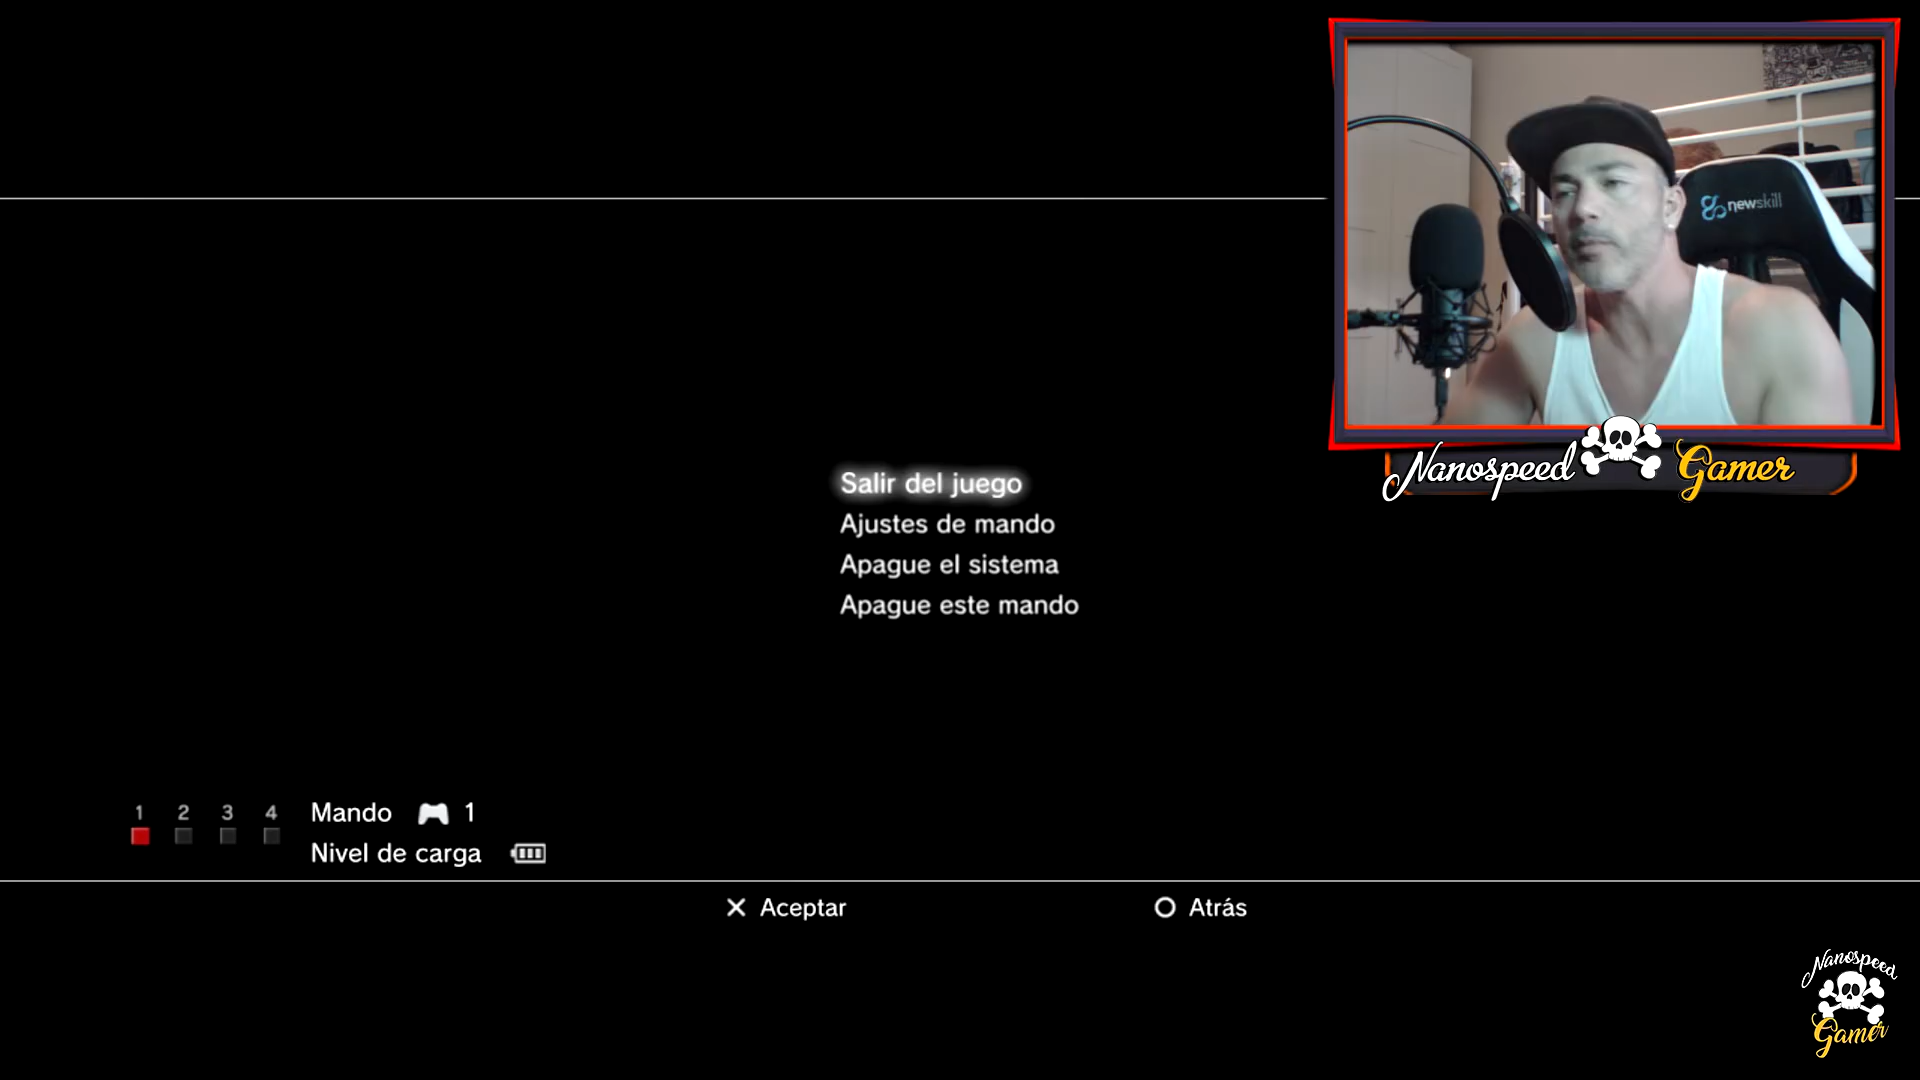 newskill
Nanospeed Gamer
Salir del juego
Ajustes de mando
Apague el sistema
Apague este mando
1 2 3 4
Mando 1
Nivel de carga
X Aceptar
O Atrás
Nanospeed
Gamer